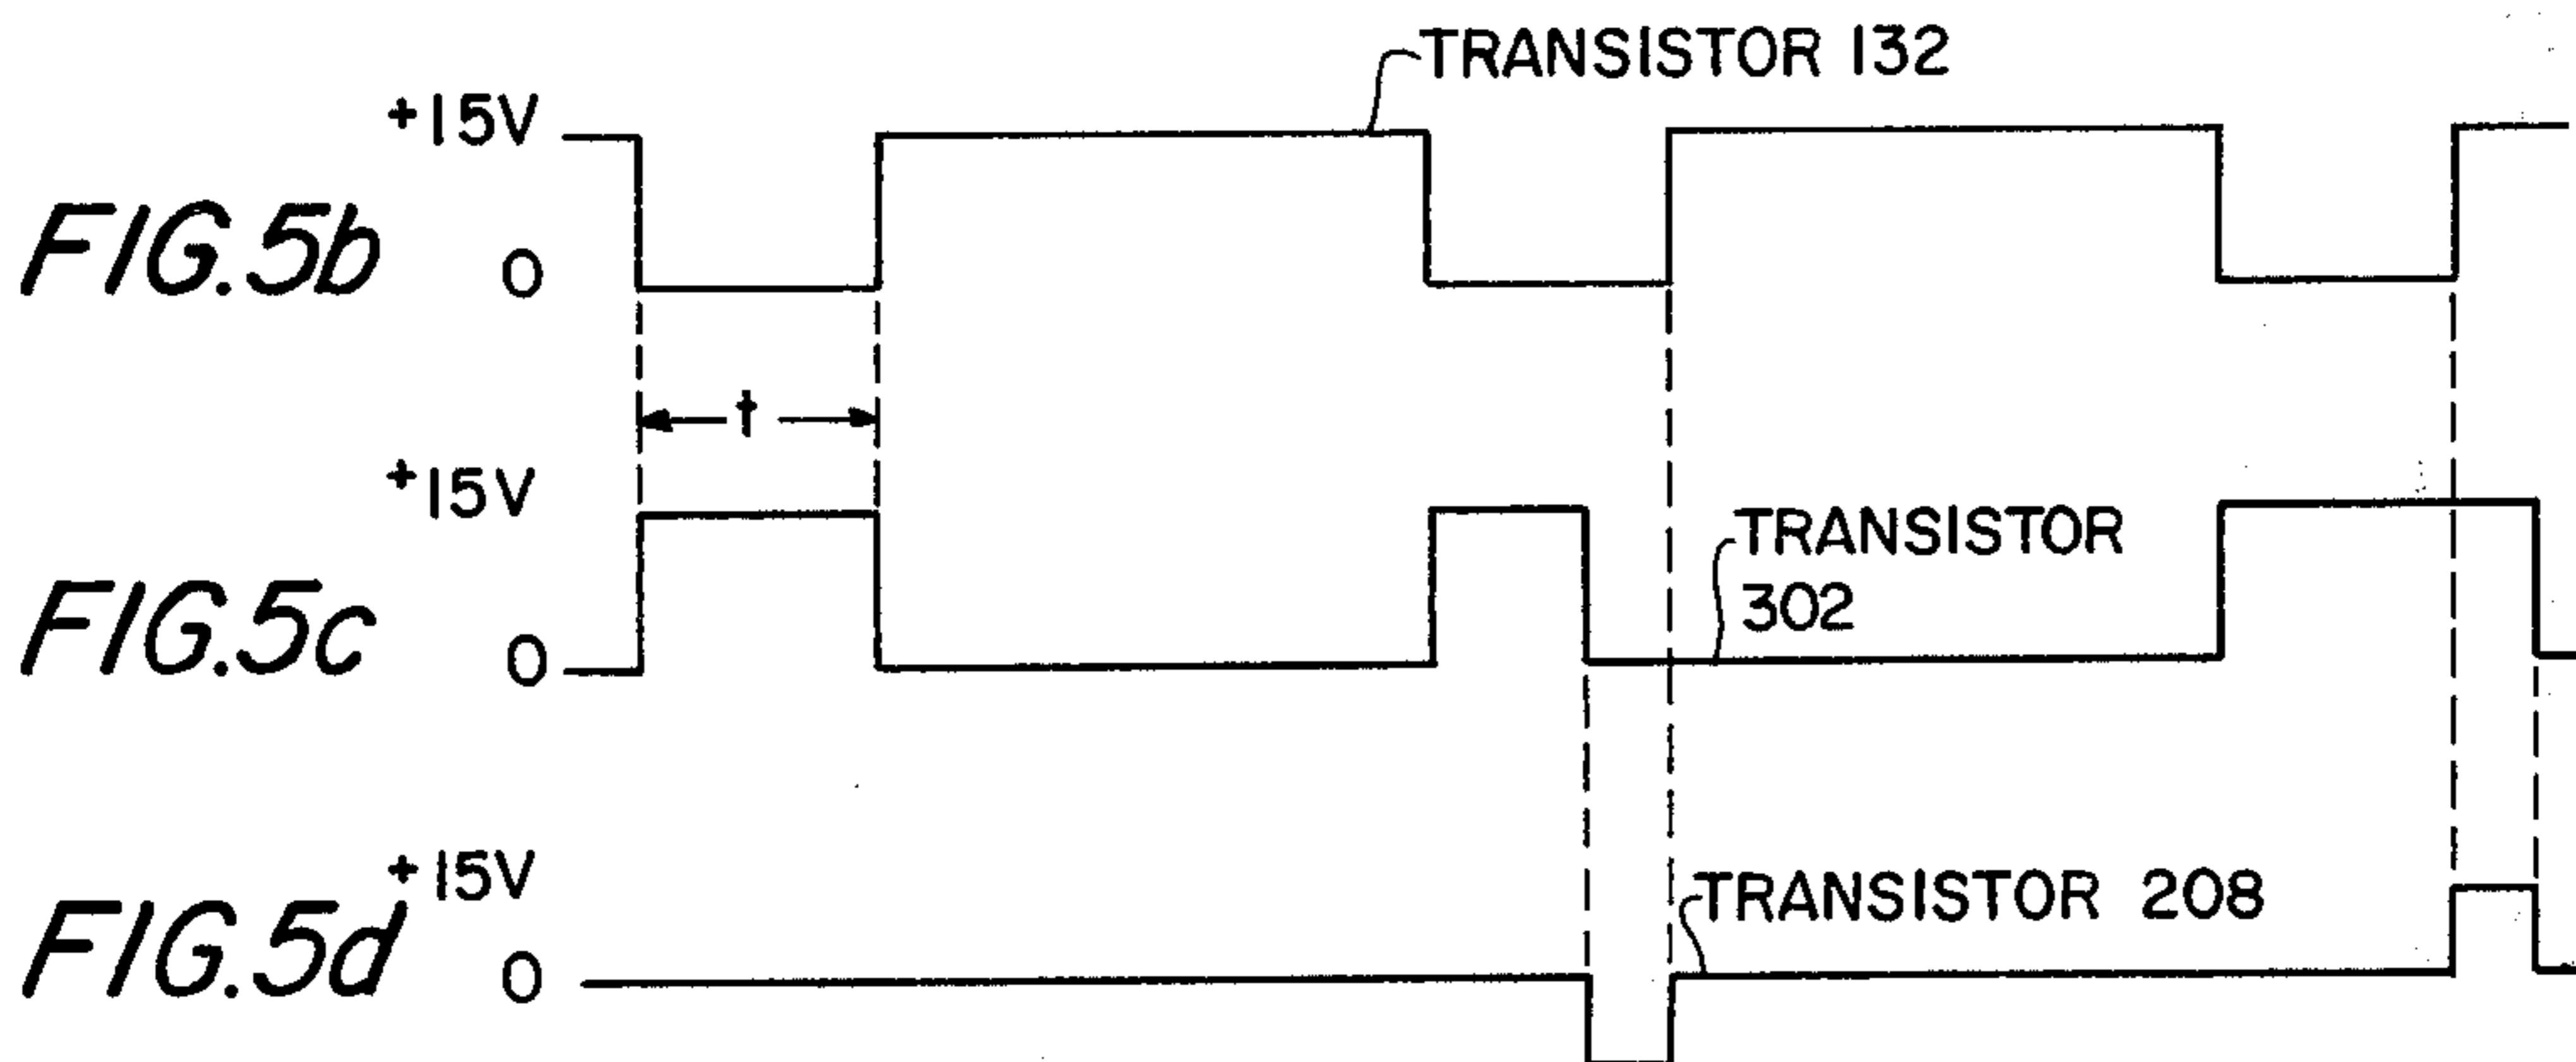 TRANSISTOR 132
+15V
FIG.5b
0
t
+15V
TRANSISTOR
302
FIG.5c
0
+15V
TRANSISTOR 208
FIG.5d
0